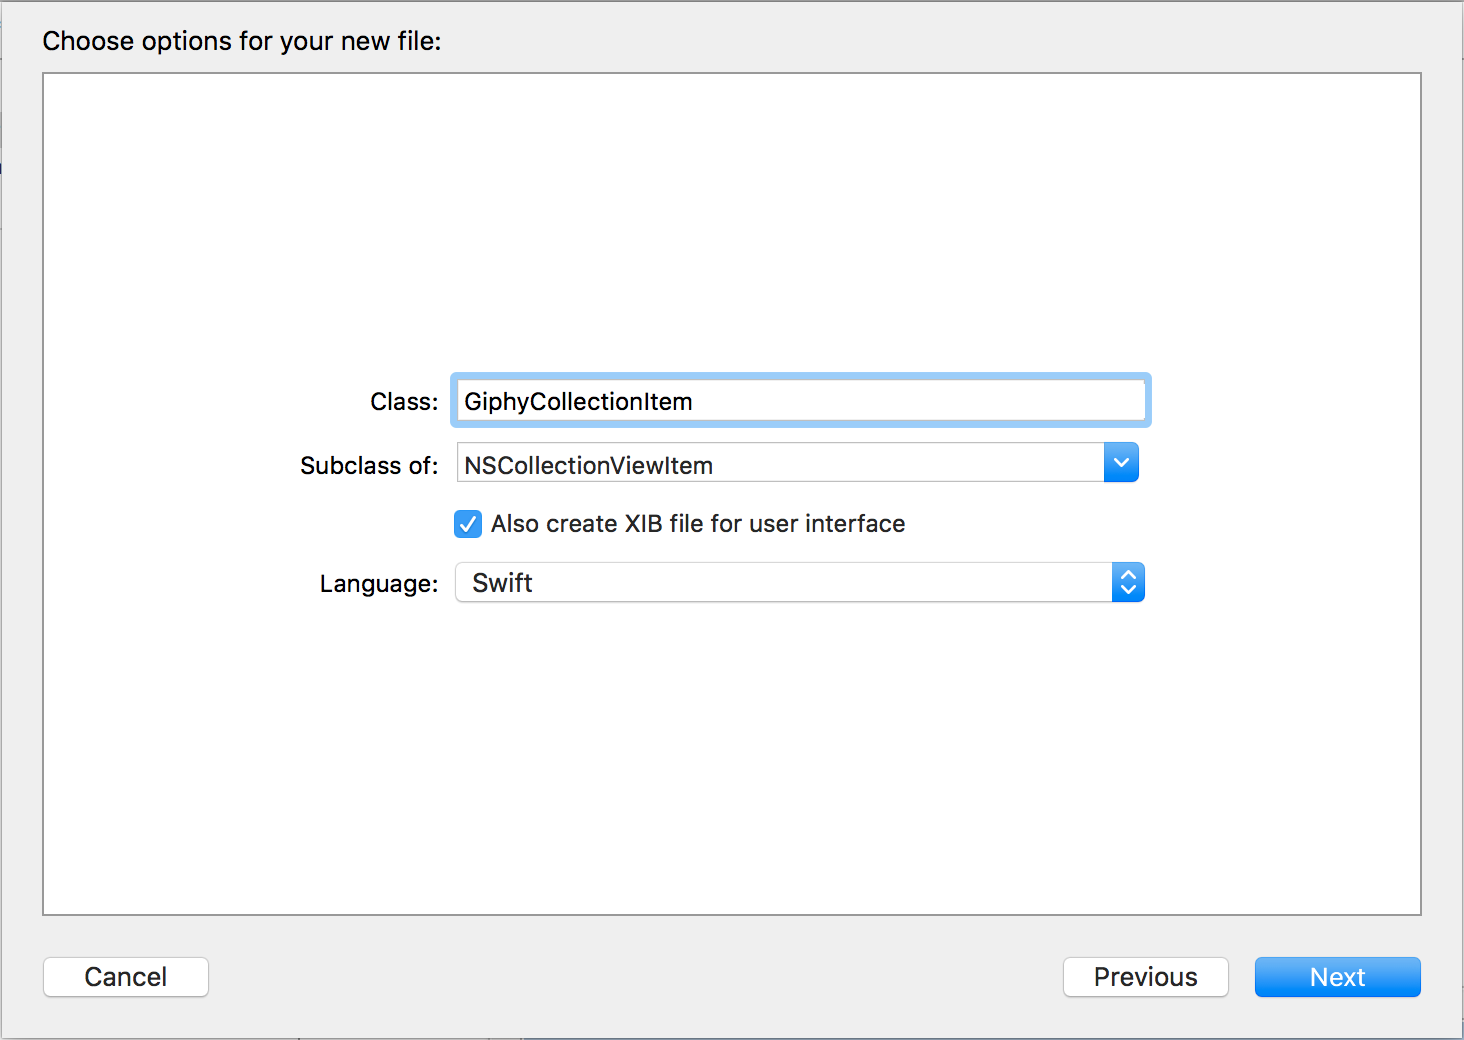 Choose options for your new file:
Class: GiphyCollectionItem
Subclass of: NSCollectionViewItem
Also create XIB file for user interface
Language: Swift
Cancel Previous Next